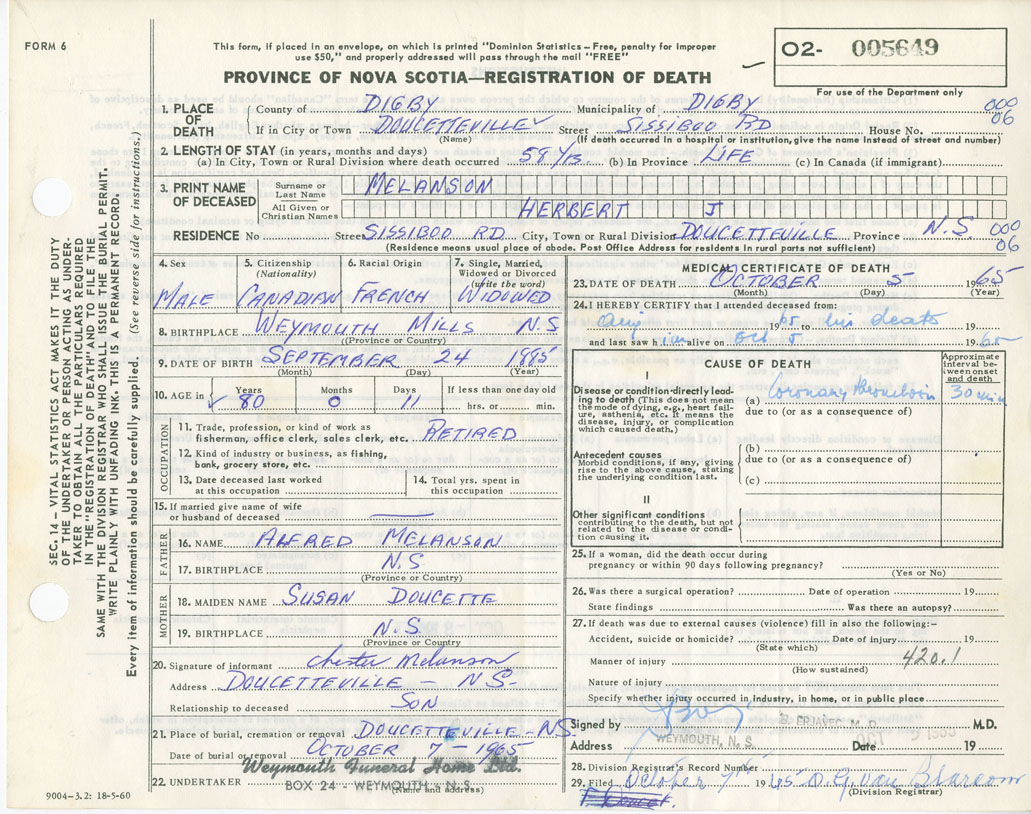 FORM 6
This form, if placed in an envelope, on which is printed "Dominion Statistics–Free, penalty for improper
use $50," and properly addressed will pass through the mail "FREE"
PROVINCE OF NOVA SCOTIA—REGISTRATION OF DEATH
O2- 005649
For use of the Department only
SEC. 14 – VITAL STATISTICS ACT MAKES IT THE DUTY
OF THE UNDERTAKER OR PERSON ACTING AS UNDER-
TAKER TO OBTAIN ALL THE PARTICULARS REQUIRED
IN THE "REGISTRATION OF DEATH" AND TO FILE THE
SAME WITH THE DIVISION REGISTRAR WHO SHALL ISSUE THE BURIAL PERMIT.
WRITE PLAINLY WITH UNFADING INK. THIS IS A PERMANENT RECORD.
Every item of information should be carefully supplied. (See reverse side for instructions.)
1. PLACE OF DEATH
County of DIGBY Municipality of DIGBY 000
If in City or Town DOUCETTEVILLE Street SISSIBOO RD House No. 06
(Name) (If death occurred in a hospital or institution, give the name instead of street and number)
2. LENGTH OF STAY (in years, months and days)
(a) In City, Town or Rural Division where death occurred 58 Yrs (b) In Province LIFE (c) In Canada (if immigrant)
3. PRINT NAME OF DECEASED
Surname or Last Name MELANSON
All Given or Christian Names HERBERT J
RESIDENCE No Street SISSIBOO RD. City, Town or Rural Division DOUCETTEVILLE Province N.S. 000
(Residence means usual place of abode. Post Office Address for residents in rural parts not sufficient) 06
4. Sex 5. Citizenship (Nationality) 6. Racial Origin 7. Single, Married, Widowed or Divorced (write the word)
MALE CANADIAN FRENCH WIDOWED
8. BIRTHPLACE WEYMOUTH MILLS N.S
(Province or Country)
9. DATE OF BIRTH SEPTEMBER 24 1885
(Month) (Day) (Year)
10. AGE in Years Months Days If less than one day old
80 0 11 hrs. or min.
OCCUPATION
11. Trade, profession, or kind of work as
fisherman, office clerk, sales clerk, etc. RETIRED
12. Kind of industry or business, as fishing,
bank, grocery store, etc.
13. Date deceased last worked
at this occupation
14. Total yrs. spent in
this occupation
15. If married give name of wife
or husband of deceased
FATHER
16. NAME ALFRED MELANSON
17. BIRTHPLACE N.S
(Province or Country)
MOTHER
18. MAIDEN NAME SUSAN DOUCETTE
19. BIRTHPLACE N.S.
(Province or Country)
20. Signature of informant Chester Melanson
Address DOUCETTEVILLE – N.S-
Relationship to deceased SON
21. Place of burial, cremation or removal DOUCETTEVILLE – N.S
Date of burial or removal OCTOBER 7 – 1965
22. UNDERTAKER Weymouth Funeral Home Ltd.
BOX 24 - WEYMOUTH - N.S.
(Name and address)
9004–3.2: 18-5-60
MEDICAL CERTIFICATE OF DEATH
23. DATE OF DEATH OCTOBER 5 1965
(Month) (Day) (Year)
24. I HEREBY CERTIFY that I attended deceased from:
Aug 1965 to his death 19
and last saw him alive on Oct 5 1965
CAUSE OF DEATH
Approximate interval between onset and death
I
Disease or condition directly lead-
ing to death (This does not mean
the mode of dying, e.g., heart fail-
ure, asthenia, etc. It means the
disease, injury, or complication
which caused death.)
(a) Coronary thrombosis 30 min
due to (or as a consequence of)
Antecedent causes
Morbid conditions, if any, giving
rise to the above cause, stating
the underlying condition last.
(b)
due to (or as a consequence of)
(c)
II
Other significant conditions
contributing to the death, but not
related to the disease or condi-
tion causing it.
25. If a woman, did the death occur during
pregnancy or within 90 days following pregnancy?
(Yes or No)
26. Was there a surgical operation? Date of operation 19
State findings Was there an autopsy?
27. If death was due to external causes (violence) fill in also the following:–
Accident, suicide or homicide? Date of injury 19
(State which)
Manner of injury 420.1
(How sustained)
Nature of injury
Specify whether injury occurred in industry, in home, or in public place
Signed by B. ERJAVEC, M.D. M.D.
Address WEYMOUTH, N. S. Date OCT 19
28. Division Registrar's Record Number
29. Filed October 7 1965 D. G. van Blarcom
(Division Registrar)